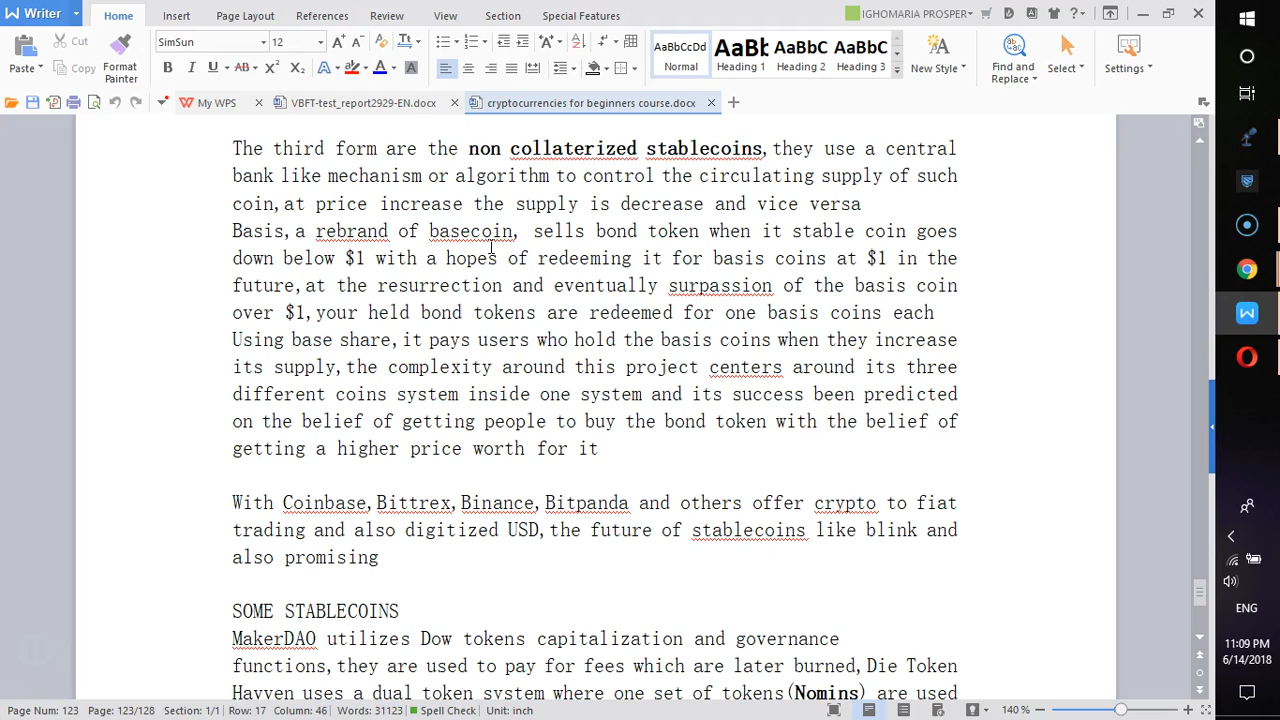 Writer
Home
Insert
Page Layout
References
Review
View
Section
Special Features
IGHOMARIA PROSPER
Cut
Paste
Copy
Format
Painter
SimSun
12
AaBbCcDd
Normal
AaBb
Heading 1
AaBbC
Heading 2
AaBbC
Heading 3
New Style
Find and
Replace
Select
Settings
My WPS
VBFT-test_report2929-EN.docx
cryptocurrencies for beginners course.docx
The third form are the non collaterized stablecoins, they use a central
bank like mechanism or algorithm to control the circulating supply of such
coin, at price increase the supply is decrease and vice versa
Basis, a rebrand of basecoin, sells bond token when it stable coin goes
down below $1 with a hopes of redeeming it for basis coins at $1 in the
future, at the resurrection and eventually surpassion of the basis coin
over $1, your held bond tokens are redeemed for one basis coins each
Using base share, it pays users who hold the basis coins when they increase
its supply, the complexity around this project centers around its three
different coins system inside one system and its success been predicted
on the belief of getting people to buy the bond token with the belief of
getting a higher price worth for it
With Coinbase, Bittrex, Binance, Bitpanda and others offer crypto to fiat
trading and also digitized USD, the future of stablecoins like blink and
also promising
SOME STABLECOINS
MakerDAO utilizes Dow tokens capitalization and governance
functions, they are used to pay for fees which are later burned, Die Token
Havven uses a dual token system where one set of tokens(Nomins) are used
Page Num: 123
Page: 123/128
Section: 1/1
Row: 17
Column: 48
Words: 31123
Spell Check
Unit: inch
140 %
ENG
11:09 PM
6/14/2018